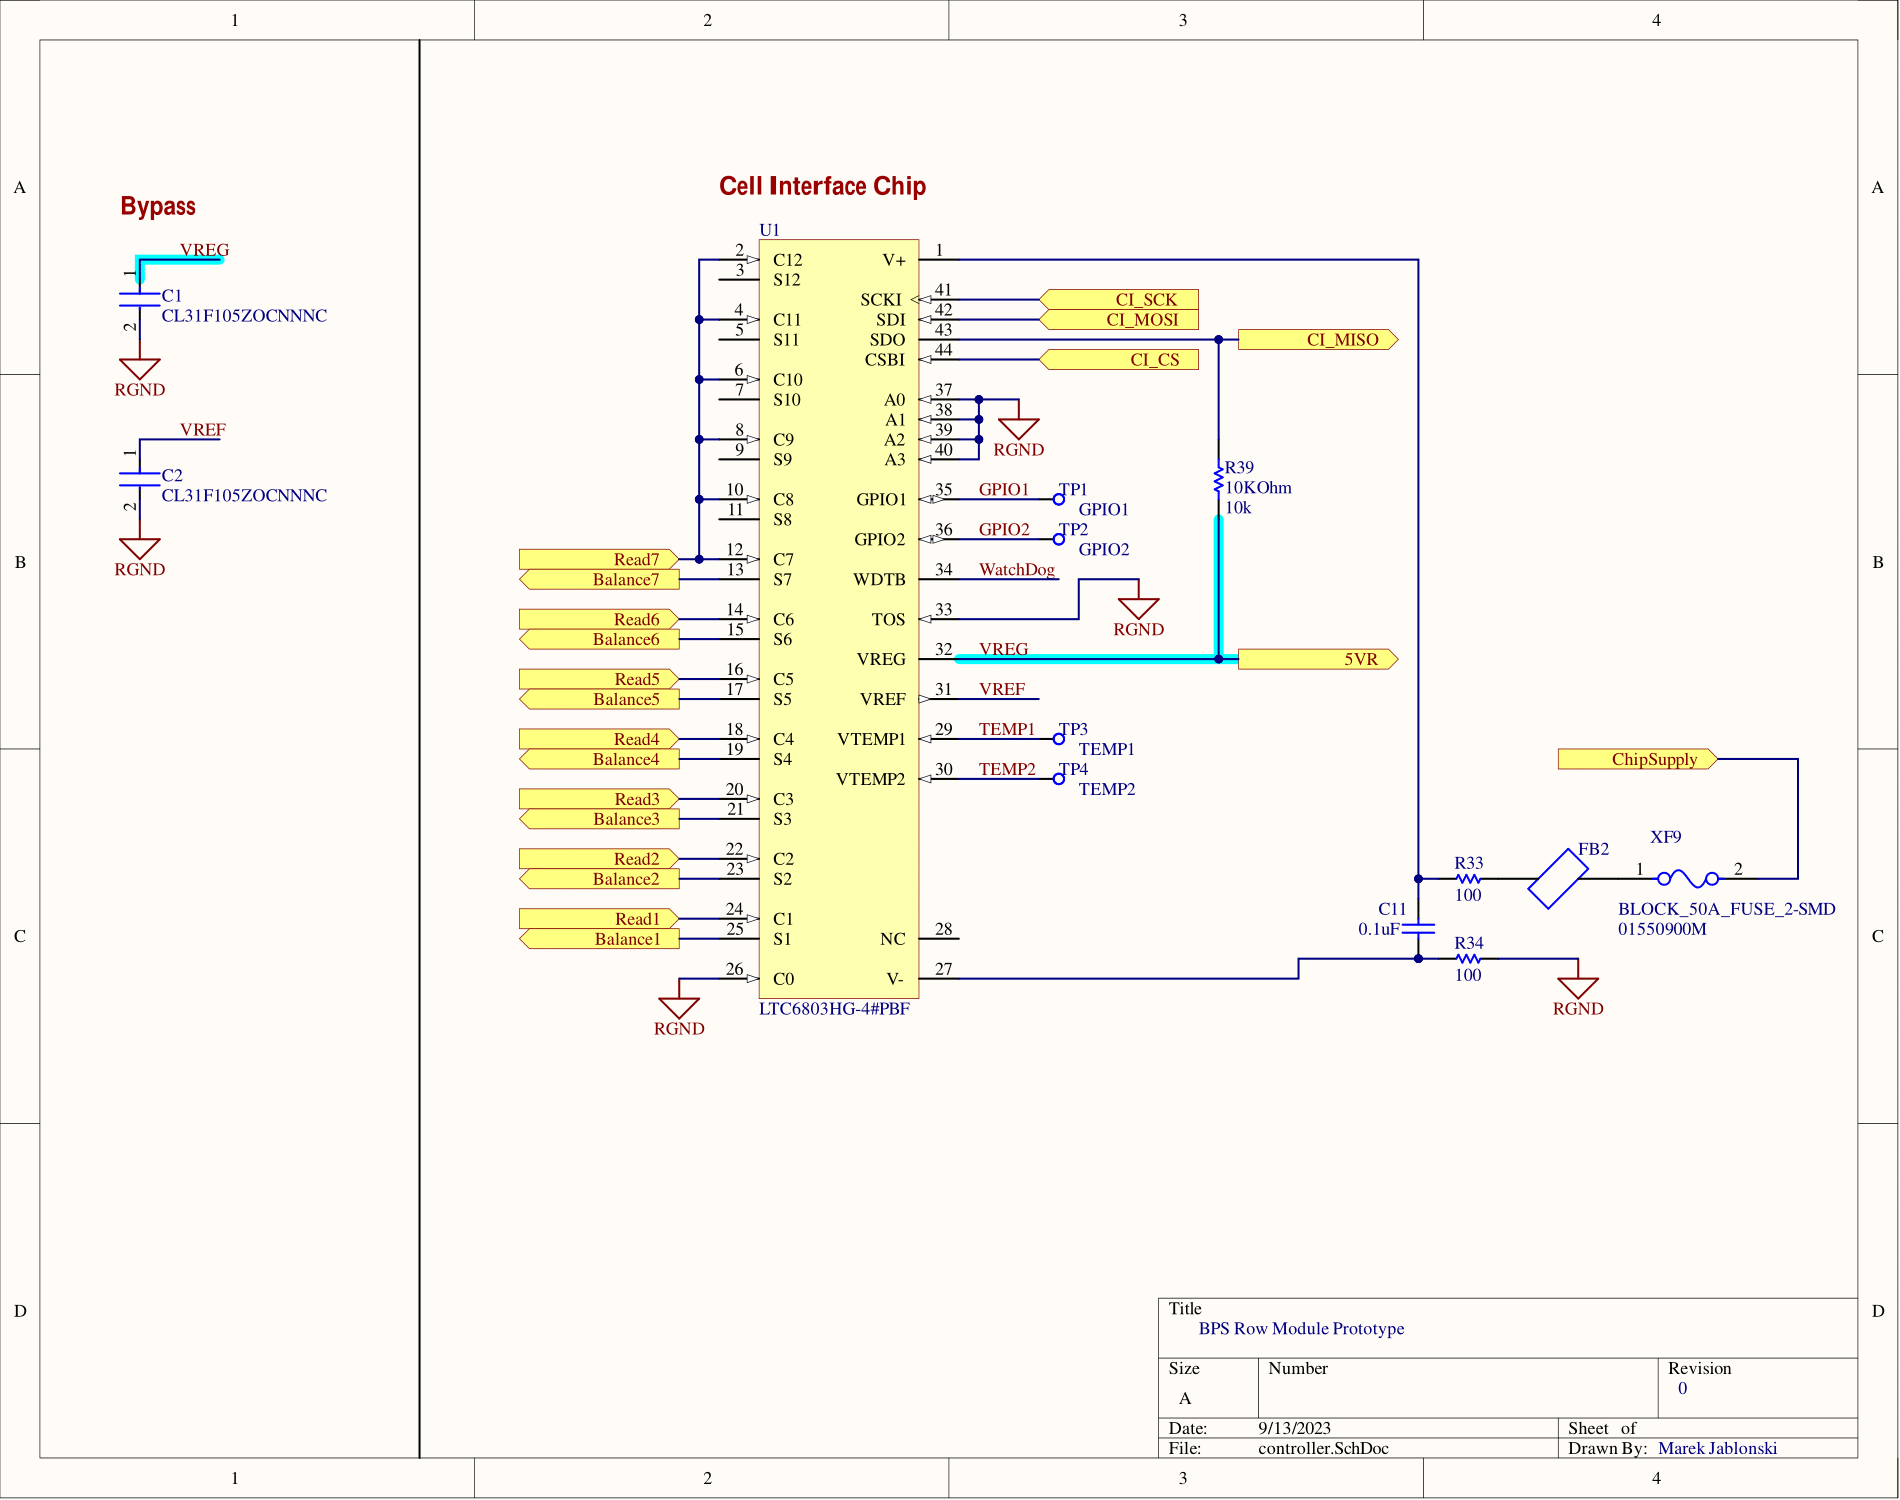 1 2 3 4
A A
B B
C C
D D
1 2 3 4
Bypass
VREG
1
C1
CL31F105ZOCNNNC
2
RGND
VREF
1
C2
CL31F105ZOCNNNC
2
RGND
Cell Interface Chip
U1
2 C12
3 S12
4 C11
5 S11
6 C10
7 S10
8 C9
9 S9
10 C8
11 S8
Read7 12 C7
Balance7 13 S7
Read6 14 C6
Balance6 15 S6
Read5 16 C5
Balance5 17 S5
Read4 18 C4
Balance4 19 S4
Read3 20 C3
Balance3 21 S3
Read2 22 C2
Balance2 23 S2
Read1 24 C1
Balance1 25 S1
26 C0
RGND
LTC6803HG-4#PBF
V+ 1
SCKI 41 CI_SCK
SDI 42 CI_MOSI
SDO 43 CI_MISO
CSBI 44 CI_CS
A0 37
A1 38
A2 39
A3 40
RGND
GPIO1 35 GPIO1 TP1
GPIO1
GPIO2 36 GPIO2 TP2
GPIO2
WDTB 34 WatchDog
TOS 33
RGND
VREG 32 VREG 5VR
VREF 31 VREF
VTEMP1 29 TEMP1 TP3
TEMP1
VTEMP2 30 TEMP2 TP4
TEMP2
NC 28
V- 27
R39
10KOhm
10k
ChipSupply
XF9
1 2
BLOCK_50A_FUSE_2-SMD
01550900M
FB2
R33
100
C11
0.1uF
R34
100
RGND
Title
BPS Row Module Prototype
Size Number Revision
A 0
Date: 9/13/2023 Sheet of
File: controller.SchDoc Drawn By: Marek Jablonski